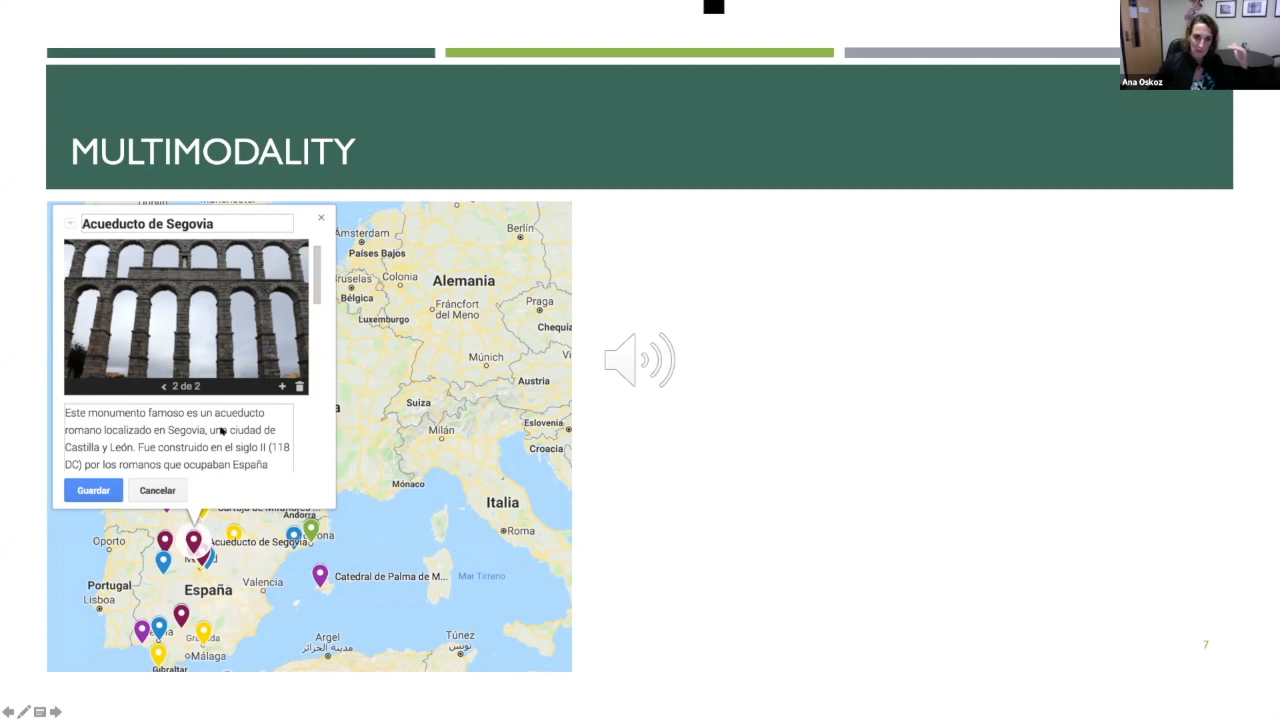 Ana Oskoz
MULTIMODALITY
Acueducto de Segovia
2 de 2
Este monumento famoso es un acueducto
romano localizado en Segovia, una ciudad de
Castilla y León. Fue construido en el siglo II (118
DC) por los romanos que ocupaban España
Guardar
Cancelar
Ámsterdam
Berlín
Países Bajos
Bruselas
Colonia
Alemania
Bélgica
Fráncfort
del Meno
Praga
Luxemburgo
Chequia
Múnich
Austria
Suiza
Eslovenia
Milán
Croacia
Mónaco
Italia
Roma
Andorra
Oporto
Acueducto de Segovia
Portugal
España
Valencia
Lisboa
Catedral de Palma de M...
Mar Tirreno
Granada
Málaga
Gibraltar
Argel
مدينة الجزائر
Túnez
تونس
7